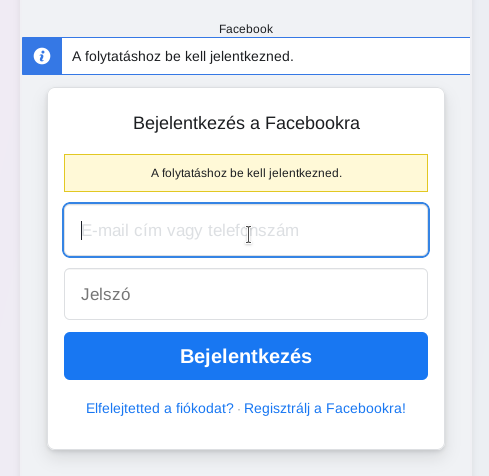 Facebook
A folytatáshoz be kell jelentkezned.
Bejelentkezés a Facebookra
A folytatáshoz be kell jelentkezned.
E-mail cím vagy telefonszám
Jelszó
Bejelentkezés
Elfelejtetted a fiókodat? · Regisztrálj a Facebookra!